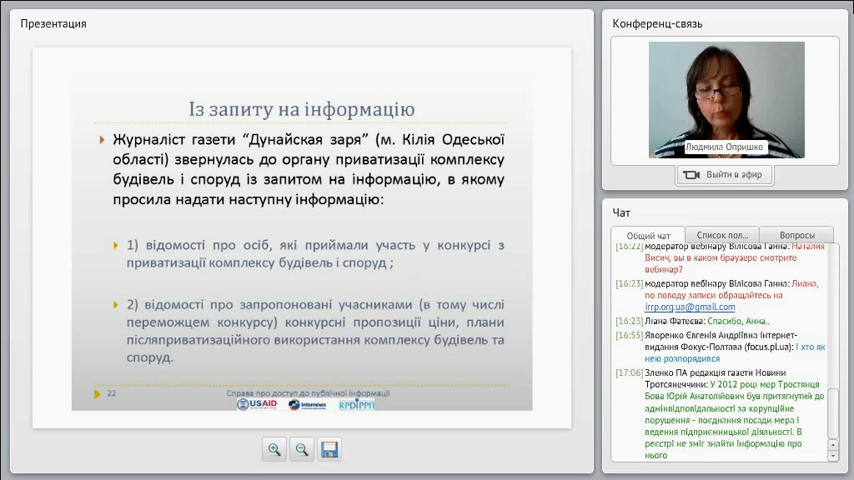 Презентация
Із запиту на інформацію
Журналіст газети “Дунайская заря” (м. Кілія Одеської
області) звернулась до органу приватизації комплексу
будівель і споруд із запитом на інформацію, в якому
просила надати наступну інформацію:
1) відомості про осіб, які приймали участь у конкурсі з
приватизації комплексу будівель і споруд ;
2) відомості про запропоновані учасниками (в тому числі
переможцем конкурсу) конкурсні пропозиції ціни, плани
післяприватизаційного використання комплексу будівель та
споруд.
22
Справа про доступ до публічної інформації
USAID
Internews
Конференц-связь
Людмила Опришко
Выйти в эфир
Чат
Общий чат
Список пол...
Вопросы
[16:22] модератор вебінару Вілісова Ганна: Наталия
Висич, вы в каком браузере смотрите
вебинар?
[16:23] модератор вебінару Вілісова Ганна: Лиана,
по поводу записи обращайтесь на
irrp.org.ua@gmail.com
[16:23] Ліана Фатеєва: Спасибо, Анна..
[16:55] Яворенко Євгенія Андріївна Інтернет-
видання Фокус-Полтава (focus.pl.ua): І хто як
нею розпорядився
[17:06] Зленко ПА редакція газети Новини
Тротсянеччини: У 2012 році мер Тростянця
Бова Юрій Анатолійович був притягнутий до
адмінвідповідальності за корупційне
порушення - поєднання посади мера і
ведення підприємницької діяльності. В
реєстрі не зміг знайти інформацію про
нього